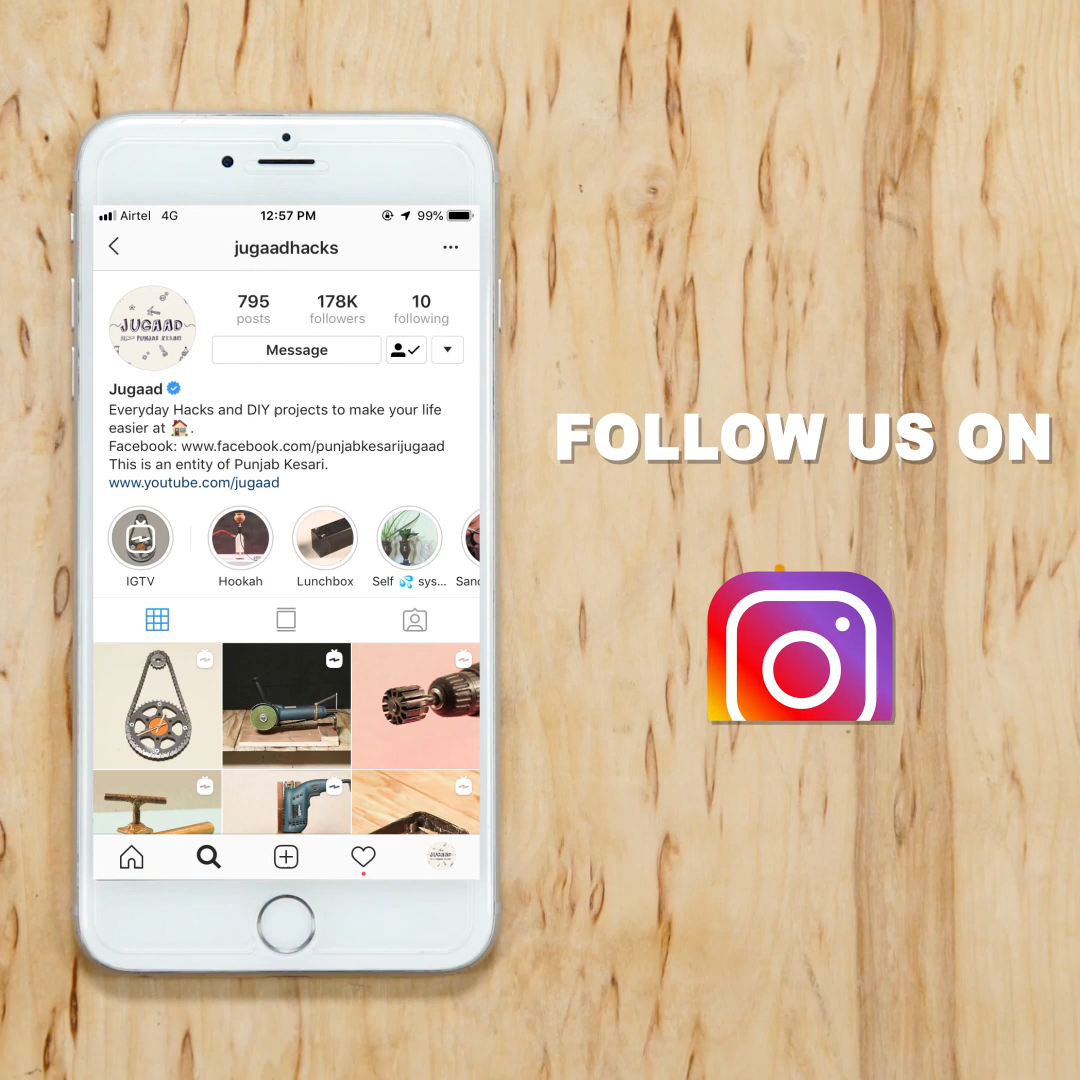 Airtel 4G 12:57 PM 99%
jugaadhacks
795 178K 10
posts followers following
JUGAAD
PUNJAB KESARI
Message
Jugaad
Everyday Hacks and DIY projects to make your life
easier at 🏠.
Facebook: www.facebook.com/punjabkesarijugaad
This is an entity of Punjab Kesari.
www.youtube.com/jugaad
IGTV Hookah Lunchbox Self 💦 sys... Sand
FOLLOW US ON
JUGAAD